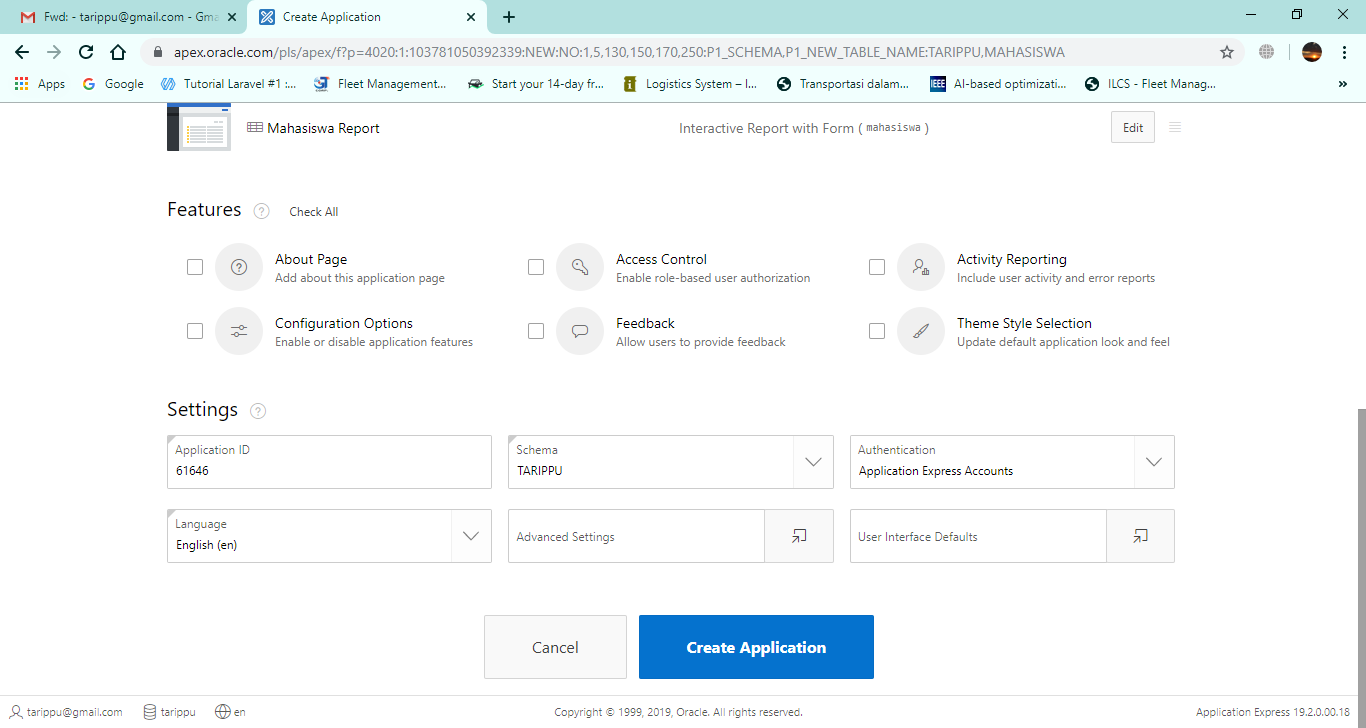 Fwd: - tarippu@gmail.com - Gma
Create Application
apex.oracle.com/pls/apex/f?p=4020:1:103781050392339:NEW:NO:1,5,130,150,170,250:P1_SCHEMA,P1_NEW_TABLE_NAME:TARIPPU,MAHASISWA
Apps Google Tutorial Laravel #1 :... Fleet Management... Start your 14-day fr... Logistics System – I... Transportasi dalam... IEEE AI-based optimizati... ILCS - Fleet Manag... »
Mahasiswa Report Interactive Report with Form ( mahasiswa ) Edit
Features ? Check All
About Page Access Control Activity Reporting
Add about this application page Enable role-based user authorization Include user activity and error reports
Configuration Options Feedback Theme Style Selection
Enable or disable application features Allow users to provide feedback Update default application look and feel
Settings ?
Application ID Schema Authentication
61646 TARIPPU Application Express Accounts
Language
English (en) Advanced Settings User Interface Defaults
Cancel Create Application
tarippu@gmail.com tarippu en Copyright © 1999, 2019, Oracle. All rights reserved. Application Express 19.2.0.00.18